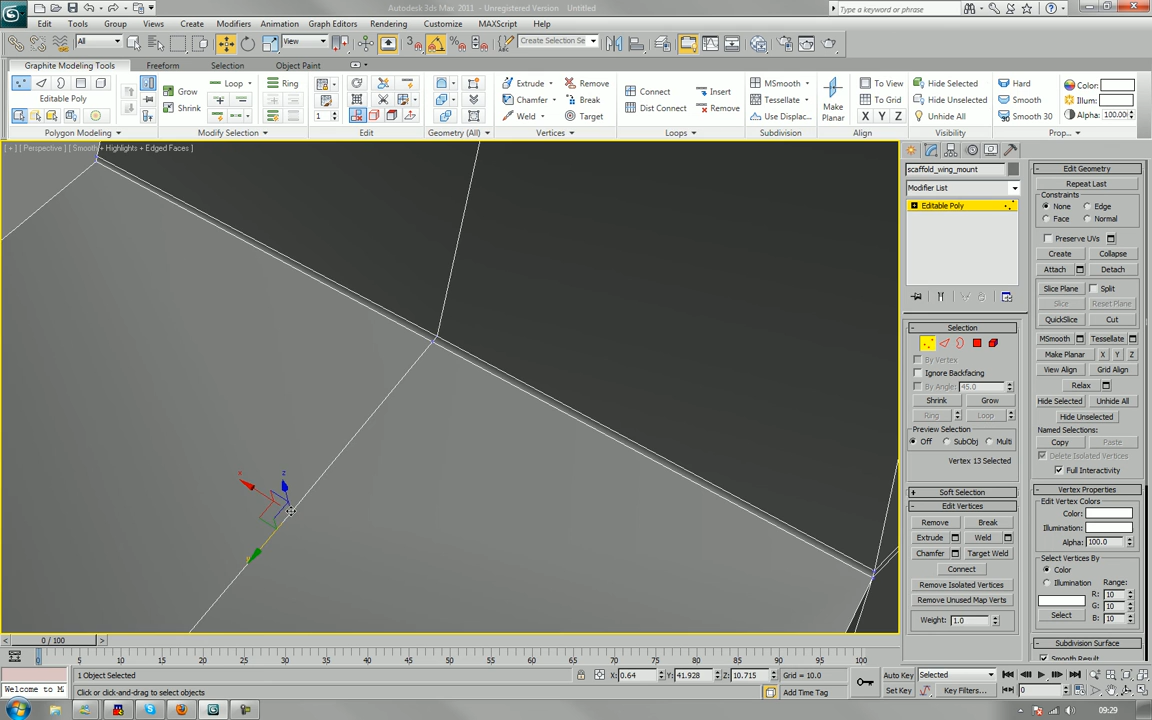 Autodesk 3ds Max 2011 - Unregistered Version Untitled
Type a keyword or phrase
Edit Tools Group Views Create Modifiers Animation Graph Editors Rendering Customize MAXScript Help
All View Create Selection Se
Graphite Modeling Tools Freeform Selection Object Paint
Grow Loop Ring Extrude Remove Connect Insert MSmooth To View Hide Selected Hard Color:
Editable Poly Shrink Chamfer Break Dist Connect Remove Tessellate Make Planar To Grid Hide Unselected Smooth Illum:
1 Weld Target Use Displac... X Y Z Unhide All Smooth 30 Alpha: 100.00
Polygon Modeling Modify Selection Edit Geometry (All) Vertices Loops Subdivision Align Visibility Prop...
[ + ] [ Perspective ] [ Smooth + Highlights + Edged Faces ]
x
z
scaffold_wing_mount
Modifier List
Editable Poly
Selection
By Vertex
Ignore Backfacing
By Angle: 45.0
Shrink Grow
Ring Loop
Preview Selection
Off SubObj Multi
Vertex 13 Selected
Soft Selection
Edit Vertices
Remove Break
Extrude Weld
Chamfer Target Weld
Connect
Remove Isolated Vertices
Remove Unused Map Verts
Weight: 1.0
Edit Geometry
Repeat Last
Constraints
None Edge
Face Normal
Preserve UVs
Create Collapse
Attach Detach
Slice Plane Split
Slice Reset Plane
QuickSlice Cut
MSmooth Tessellate
Make Planar X Y Z
View Align Grid Align
Relax
Hide Selected Unhide All
Hide Unselected
Named Selections:
Copy Paste
Delete Isolated Vertices
Full Interactivity
Vertex Properties
Edit Vertex Colors
Color:
Illumination:
Alpha: 100.0
Select Vertices By
Color
Illumination
Range:
R: 10
G: 10
B: 10
Select
Subdivision Surface
Smooth Result
0 / 100
0 5 10 15 20 25 30 35 40 45 50 55 60 65 70 75 80 85 90 95 100
1 Object Selected X: 0.64 Y: 41.928 Z: 10.715 Grid = 10.0 Auto Key Selected
Welcome to M Click or click-and-drag to select objects Add Time Tag Set Key Key Filters... 0
09:29